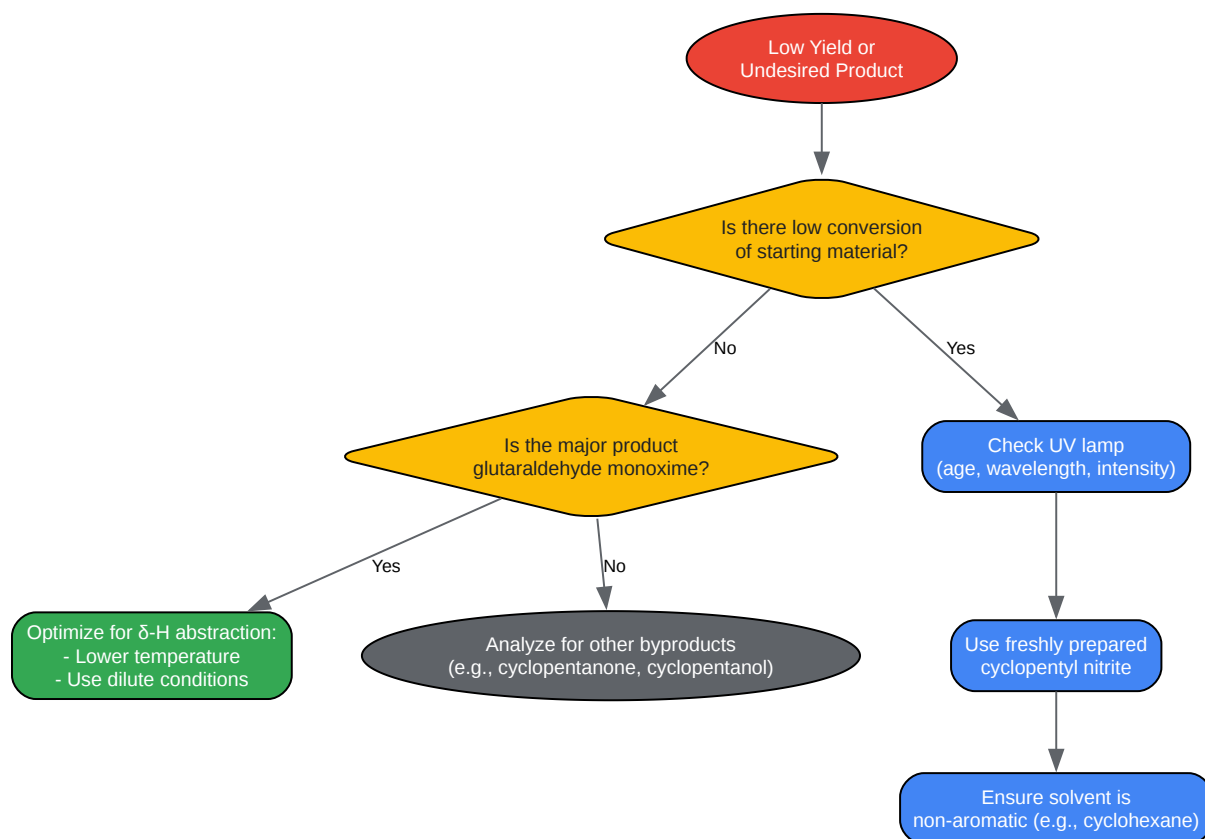 Low Yield or
Undesired Product
Is there low conversion
of starting material?
No
Yes
Is the major product
glutaraldehyde monoxime?
Check UV lamp
(age, wavelength, intensity)
Yes
No
Optimize for δ-H abstraction:
- Lower temperature
- Use dilute conditions
Analyze for other byproducts
(e.g., cyclopentanone, cyclopentanol)
Use freshly prepared
cyclopentyl nitrite
Ensure solvent is
non-aromatic (e.g., cyclohexane)